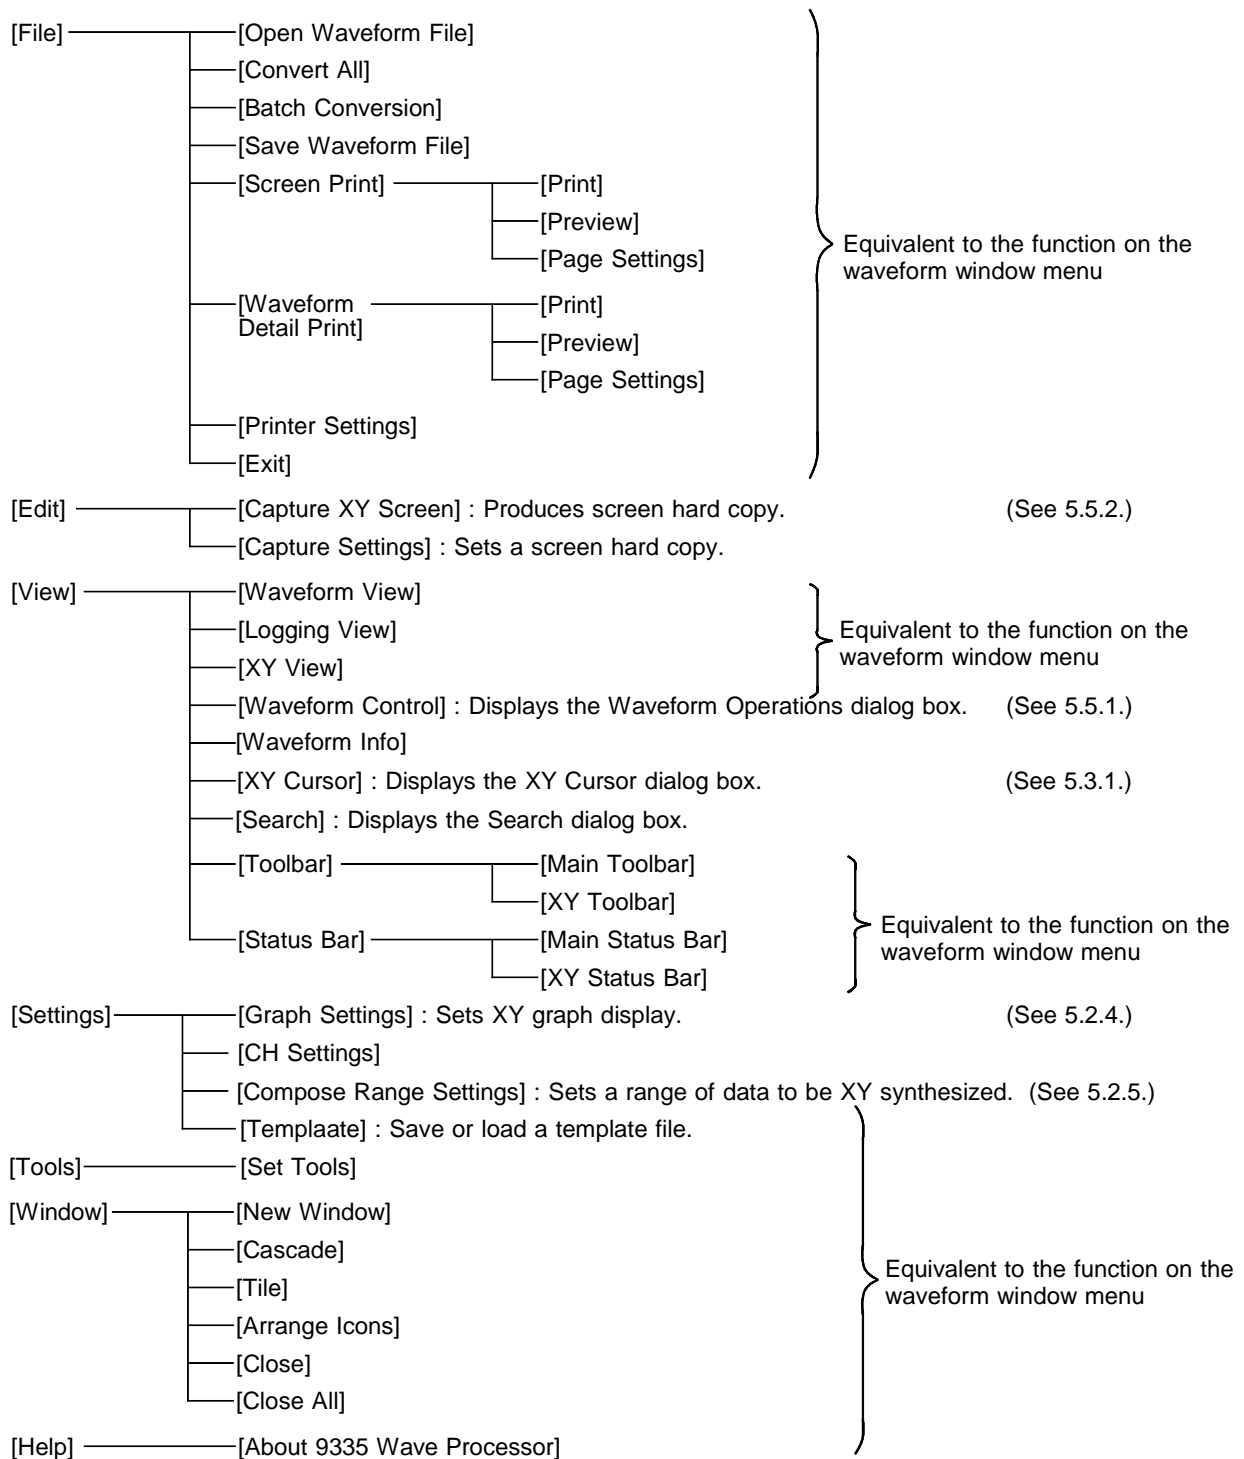 [File] [Open Waveform File]
[Convert All]
[Batch Conversion]
[Save Waveform File]
[Screen Print] [Print]
[Preview]
[Page Settings]
Equivalent to the function on the
waveform window menu
[Waveform [Print]
Detail Print]
[Preview]
[Page Settings]
[Printer Settings]
[Exit]
[Edit] [Capture XY Screen] : Produces screen hard copy. (See 5.5.2.)
[Capture Settings] : Sets a screen hard copy.
[View] [Waveform View]
[Logging View]
Equivalent to the function on the
waveform window menu
[XY View]
[Waveform Control] : Displays the Waveform Operations dialog box. (See 5.5.1.)
[Waveform Info]
[XY Cursor] : Displays the XY Cursor dialog box. (See 5.3.1.)
[Search] : Displays the Search dialog box.
[Toolbar] [Main Toolbar]
[XY Toolbar]
Equivalent to the function on the
waveform window menu
[Status Bar] [Main Status Bar]
[XY Status Bar]
[Settings] [Graph Settings] : Sets XY graph display. (See 5.2.4.)
[CH Settings]
[Compose Range Settings] : Sets a range of data to be XY synthesized. (See 5.2.5.)
[Templaate] : Save or load a template file.
[Tools] [Set Tools]
[Window] [New Window]
[Cascade]
[Tile]
Equivalent to the function on the
waveform window menu
[Arrange Icons]
[Close]
[Close All]
[Help] [About 9335 Wave Processor]